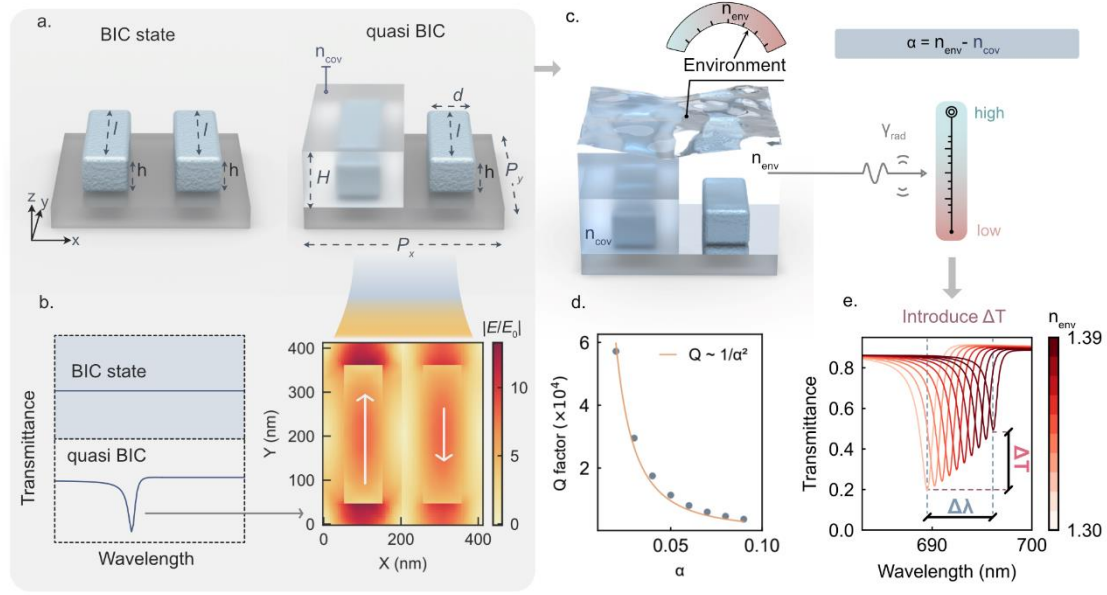 a.
BIC state
quasi BIC
n_cov
l
l
h
h
z
y
x
d
l
h
H
P_y
P_x
b.
BIC state
quasi BIC
Transmittance
Wavelength
|E/E₀|
400
300
200
100
0
Y (nm)
0
200
400
X (nm)
10
5
0
c.
n_env
Environment
n_env
n_cov
α = n_env - n_cov
γ_rad
high
low
d.
Q factor (×10⁴)
6
4
2
Q ~ 1/α²
0.05
0.10
α
e.
Introduce ΔT
n_env
1.39
1.30
Transmittance
0.8
0.6
0.4
0.2
0.0
ΔT
Δλ
690
700
Wavelength (nm)